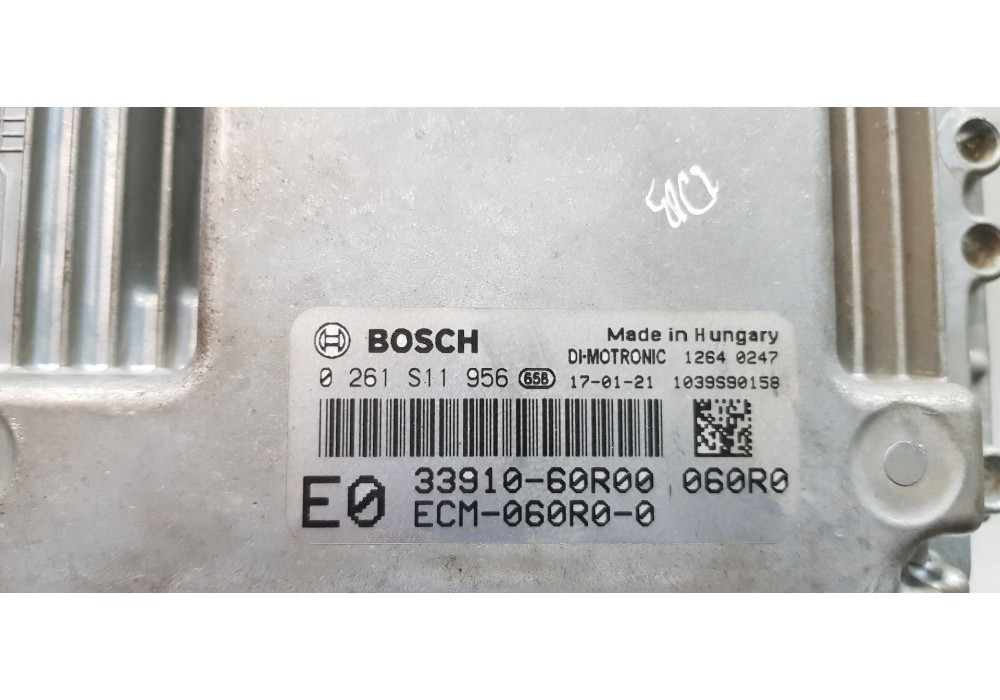 BOSCH Made in Hungary
DI-MOTRONIC 1264 0247
0 261 S11 956 658 17-01-21 1039S90158
E0 33910-60R00 060R0
ECM-060R0-0